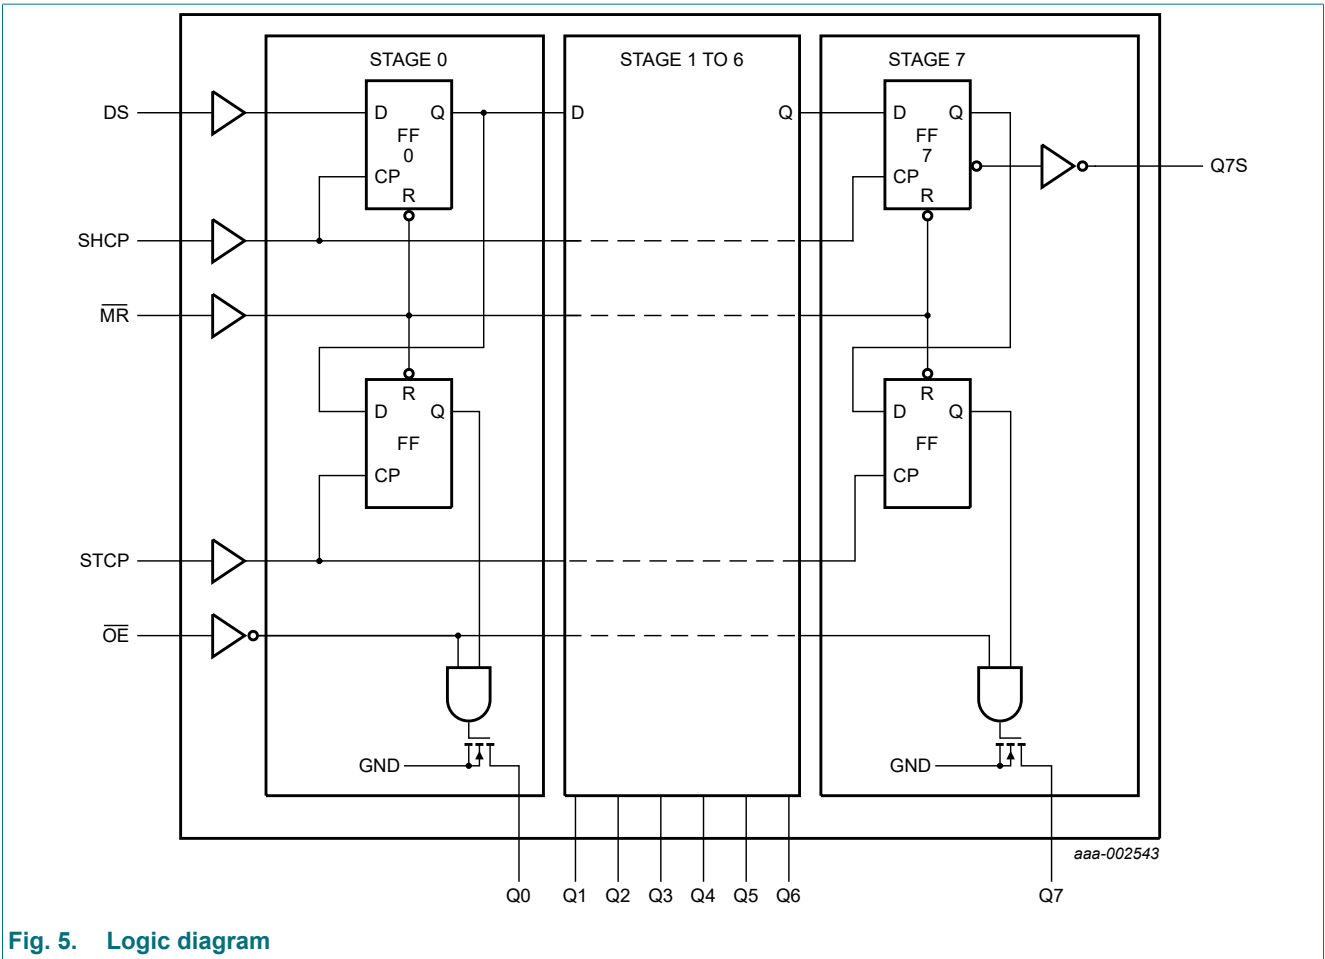 STAGE 0
STAGE 1 TO 6
STAGE 7
DS
D
Q
D
Q
D
Q
FF
0
FF
7
CP
CP
Q7S
R
R
SHCP
M̅R̅
R
R
D
Q
D
Q
FF
FF
CP
CP
STCP
O̅E̅
GND
GND
aaa-002543
Q0
Q1
Q2
Q3
Q4
Q5
Q6
Q7
Fig. 5. Logic diagram